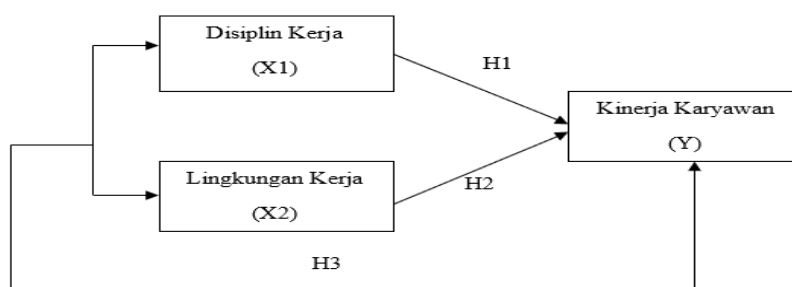 Disiplin Kerja
(X1)
H1
Kinerja Karyawan
(Y)
Lingkungan Kerja
(X2)
H2
H3